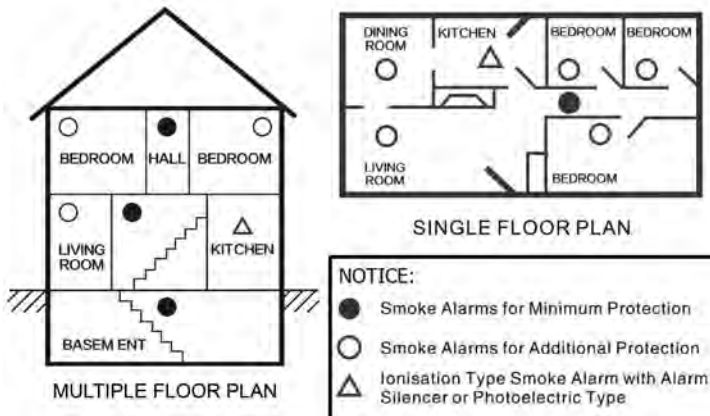 BEDROOM
HALL
BEDROOM
LIVING
ROOM
KITCHEN
BASEM ENT
MULTIPLE FLOOR PLAN
DINING
ROOM
KITCHEN
BEDROOM
BEDROOM
LIVING
ROOM
BEDROOM
SINGLE FLOOR PLAN
NOTICE:
Smoke Alarms for Minimum Protection
Smoke Alarms for Additional Protection
Ionisation Type Smoke Alarm with Alarm
Silencer or Photoelectric Type